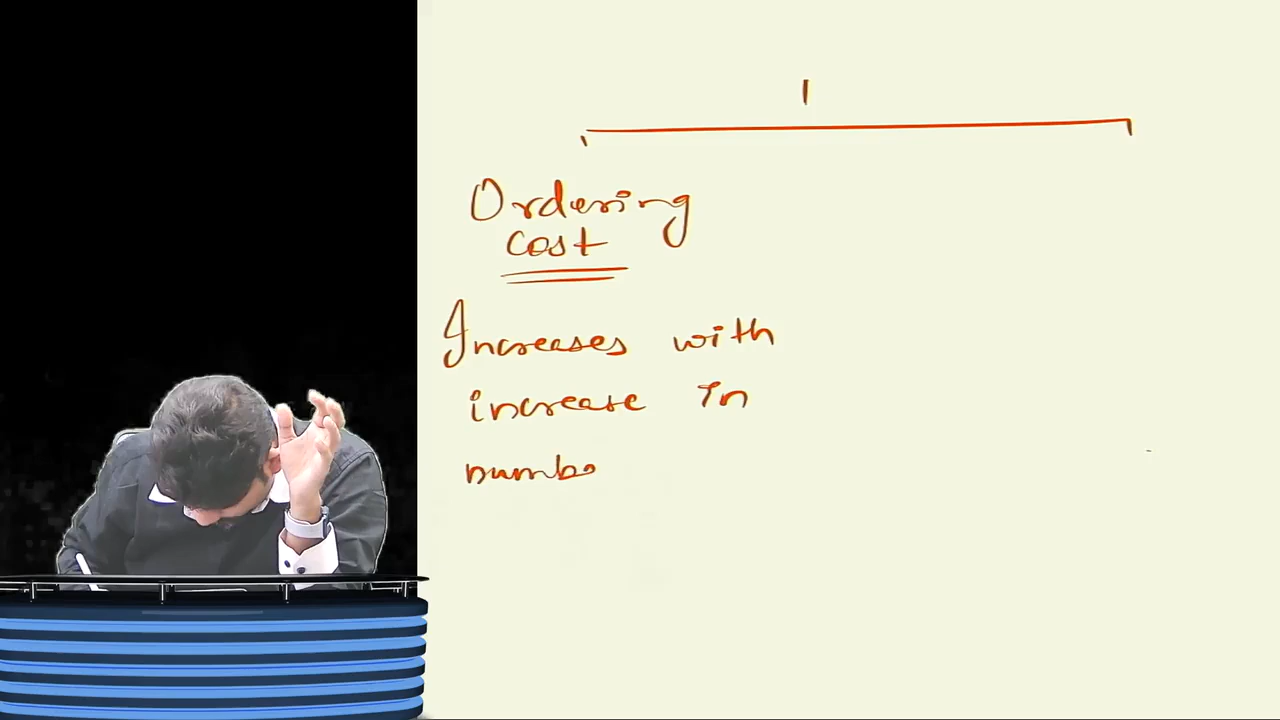 Ordering
cost
Increases with
increase in
numbe